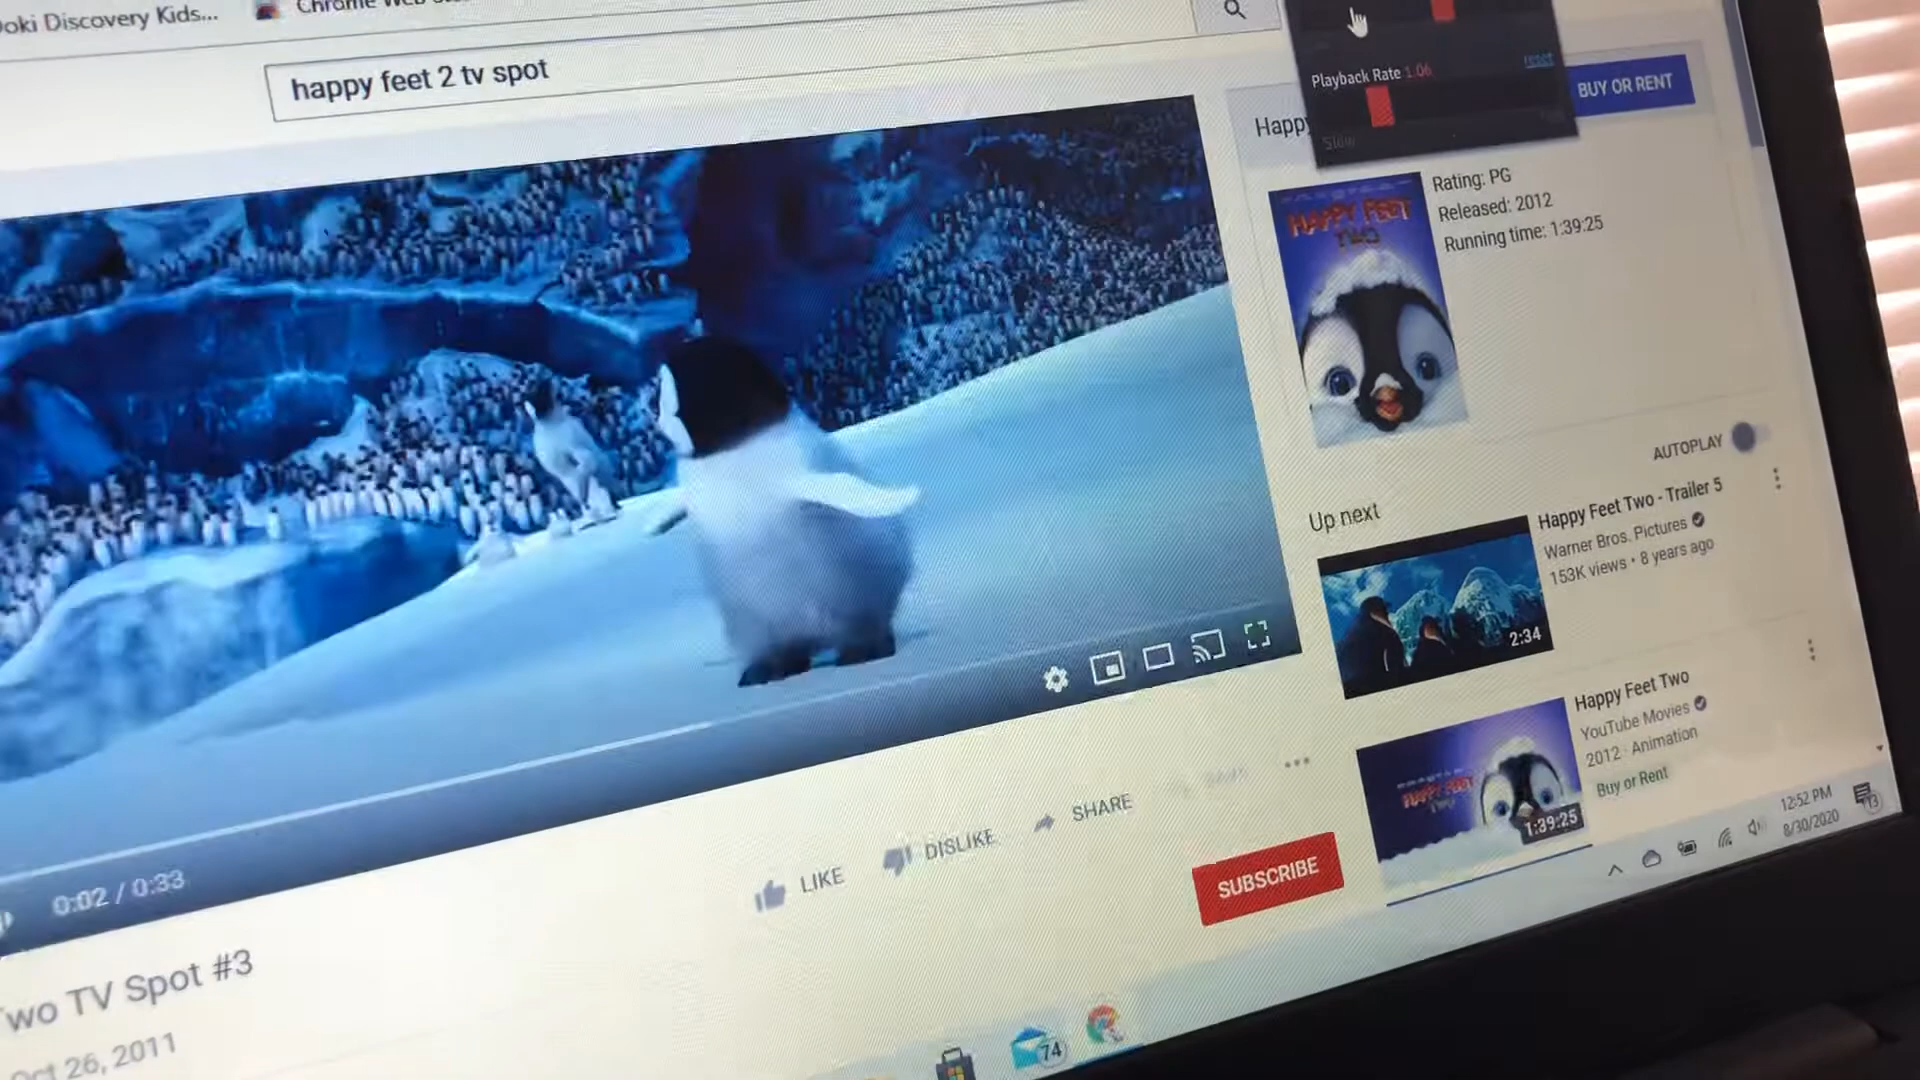 oki Discovery Kids...
Chrome Web
happy feet 2 tv spot
Playback Rate 1.06
reset
Slow
BUY OR RENT
Happy
HAPPY FEET
TWO
Rating: PG
Released: 2012
Running time: 1:39:25
AUTOPLAY
Up next
Happy Feet Two - Trailer 5
Warner Bros. Pictures
153K views • 8 years ago
2:34
Happy Feet Two
YouTube Movies
2012 · Animation
Buy or Rent
HAPPY FEET
TWO
1:39:25
0:02 / 0:33
LIKE
DISLIKE
SHARE
SAVE
SUBSCRIBE
Two TV Spot #3
Oct 26, 2011
74
12:52 PM
8/30/2020
13